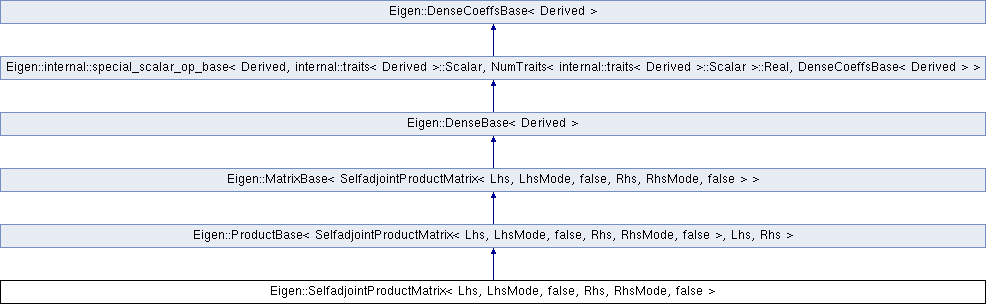 Eigen::DenseCoeffsBase< Derived >
Eigen::internal::special_scalar_op_base< Derived, internal::traits< Derived >::Scalar, NumTraits< internal::traits< Derived >::Scalar >::Real, DenseCoeffsBase< Derived > >
Eigen::DenseBase< Derived >
Eigen::MatrixBase< SelfadjointProductMatrix< Lhs, LhsMode, false, Rhs, RhsMode, false > >
Eigen::ProductBase< SelfadjointProductMatrix< Lhs, LhsMode, false, Rhs, RhsMode, false >, Lhs, Rhs >
Eigen::SelfadjointProductMatrix< Lhs, LhsMode, false, Rhs, RhsMode, false >